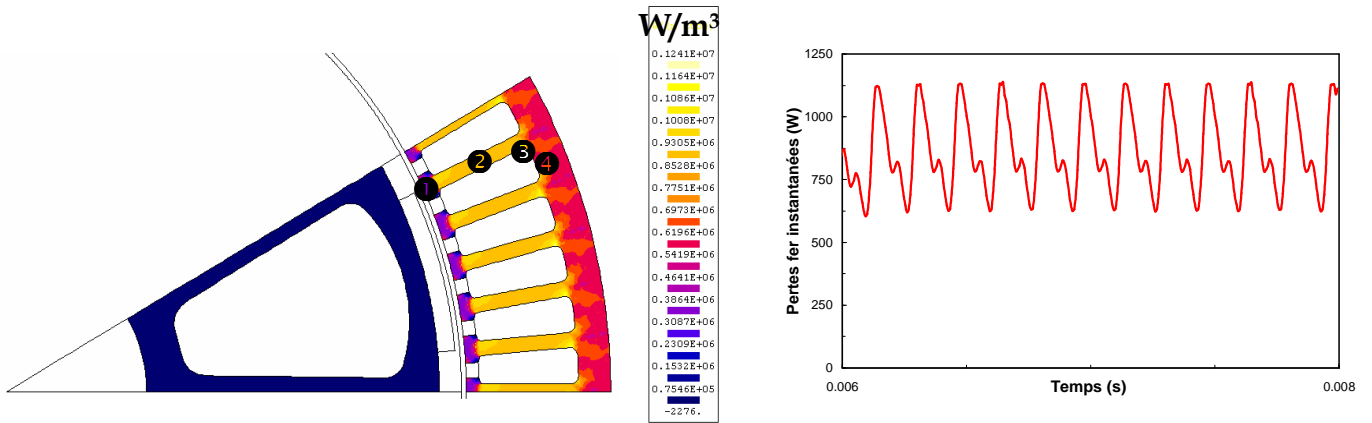 W/m³
0.1241E+07
0.1164E+07
0.1086E+07
0.1008E+07
0.9305E+06
0.8528E+06
0.7751E+06
0.6973E+06
0.6196E+06
0.5419E+06
0.4641E+06
0.3864E+06
0.3087E+06
0.2309E+06
0.1532E+06
0.7546E+05
-2276.
1
2
3
4
Pertes fer instantanées (W)
1250
1000
750
500
250
0
0.006
0.008
Temps (s)